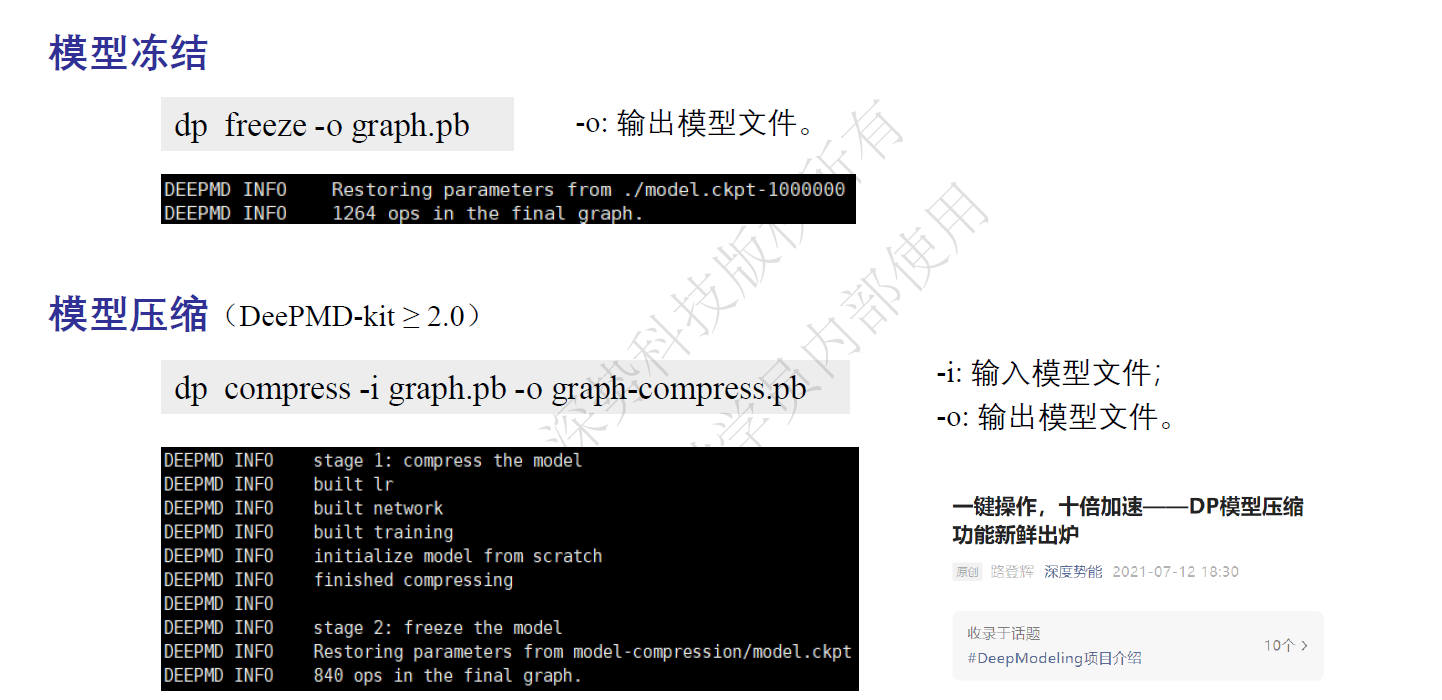 模型冻结
dp freeze -o graph.pb
-o: 输出模型文件。
DEEPMD INFO Restoring parameters from ./model.ckpt-1000000
DEEPMD INFO 1264 ops in the final graph.
模型压缩（DeePMD-kit ≥ 2.0）
dp compress -i graph.pb -o graph-compress.pb
-i: 输入模型文件；
-o: 输出模型文件。
DEEPMD INFO stage 1: compress the model
DEEPMD INFO built lr
DEEPMD INFO built network
DEEPMD INFO built training
DEEPMD INFO initialize model from scratch
DEEPMD INFO finished compressing
DEEPMD INFO
DEEPMD INFO stage 2: freeze the model
DEEPMD INFO Restoring parameters from model-compression/model.ckpt
DEEPMD INFO 840 ops in the final graph.
一键操作，十倍加速——DP模型压缩
功能新鲜出炉
原创 路登辉 深度势能 2021-07-12 18:30
收录于话题
#DeepModeling项目介绍
10个 >
深势科技版权所有
学员内部使用